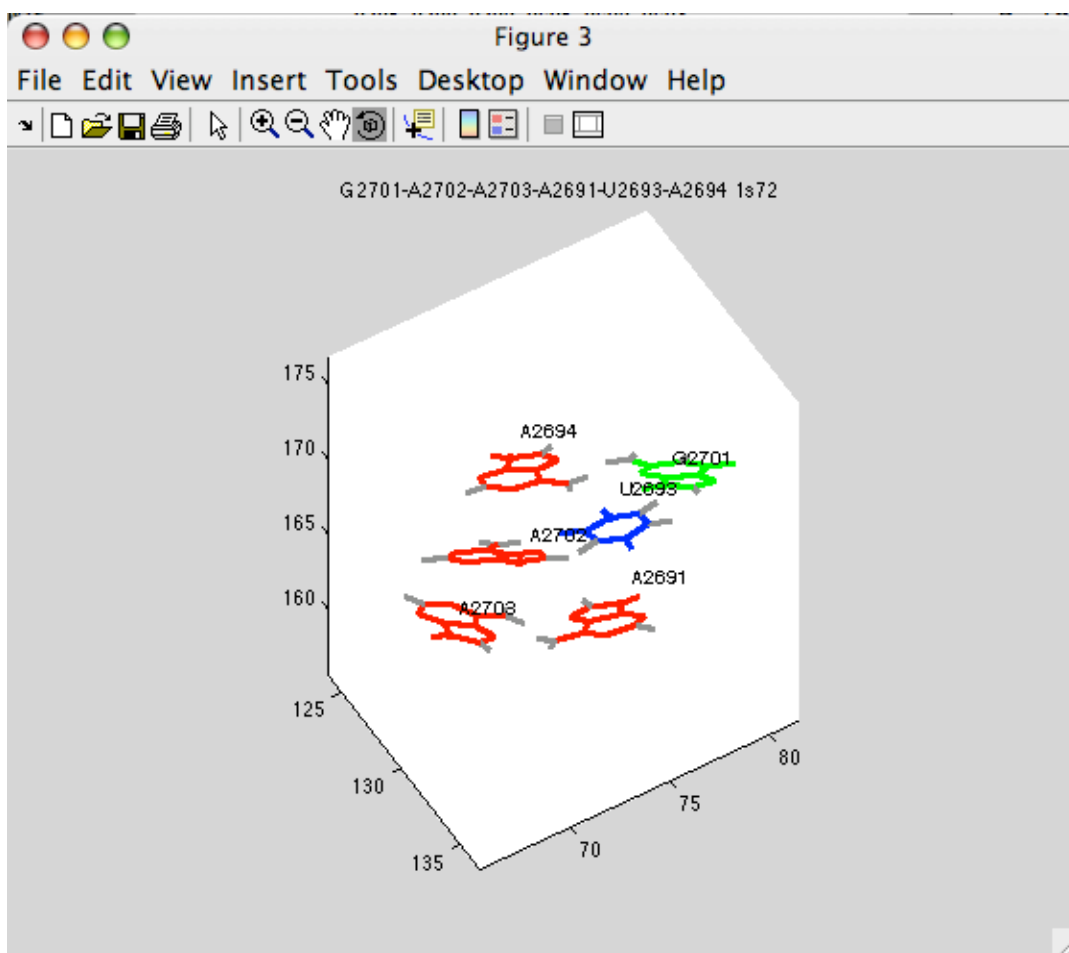 Figure 3
File Edit View Insert Tools Desktop Window Help
G2701-A2702-A2703-A2691-U2693-A2694 1s72
175
A2694
170
G2701
U2693
165
A2702
A2691
160
A2703
125
80
130
75
70
135